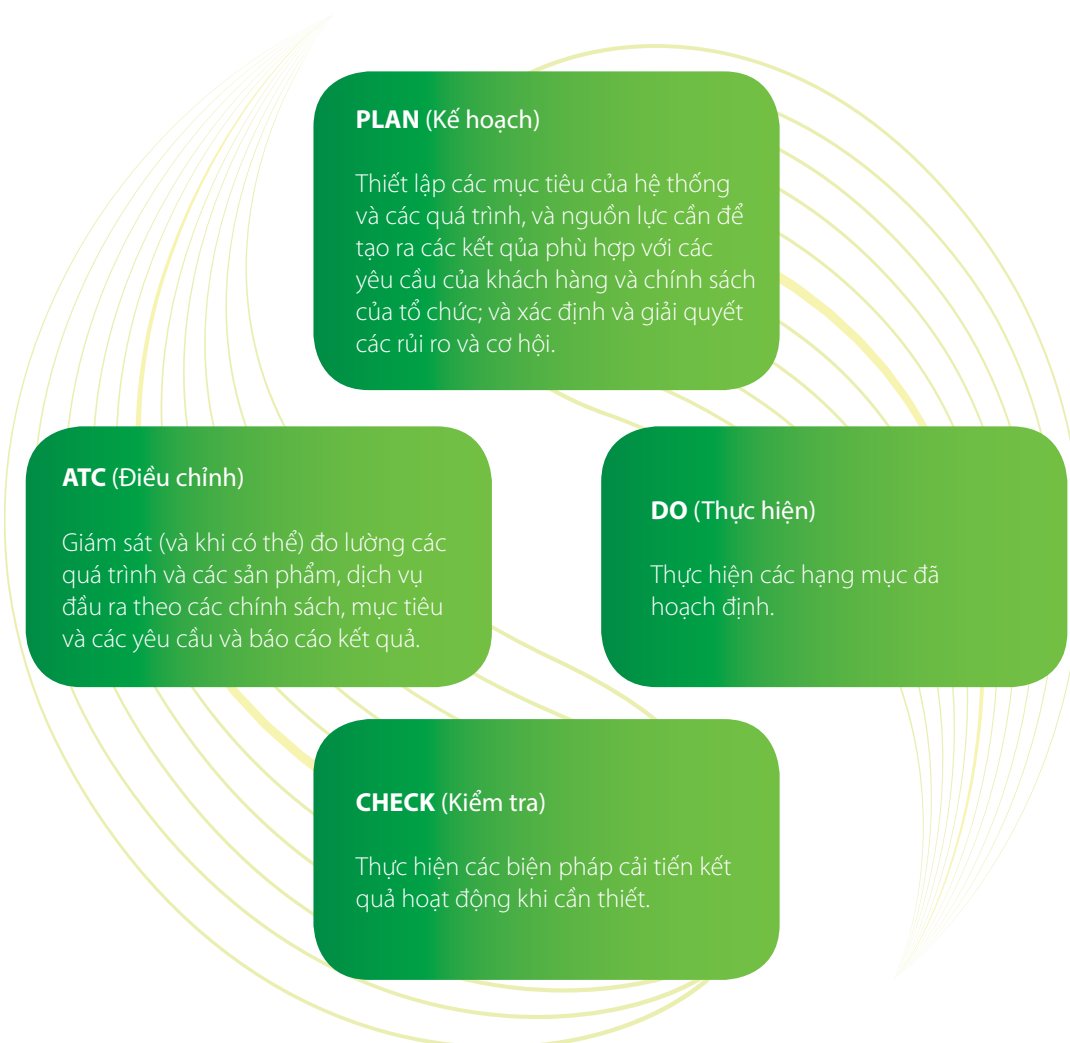 PLAN (Kế hoạch)
Thiết lập các mục tiêu của hệ thống
và các quá trình, và nguồn lực cần để
tạo ra các kết qủa phù hợp với các
yêu cầu của khách hàng và chính sách
của tổ chức; và xác định và giải quyết
các rủi ro và cơ hội.
ATC (Điều chỉnh)
Giám sát (và khi có thể) đo lường các
quá trình và các sản phẩm, dịch vụ
đầu ra theo các chính sách, mục tiêu
và các yêu cầu và báo cáo kết quả.
DO (Thực hiện)
Thực hiện các hạng mục đã
hoạch định.
CHECK (Kiểm tra)
Thực hiện các biện pháp cải tiến kết
quả hoạt động khi cần thiết.